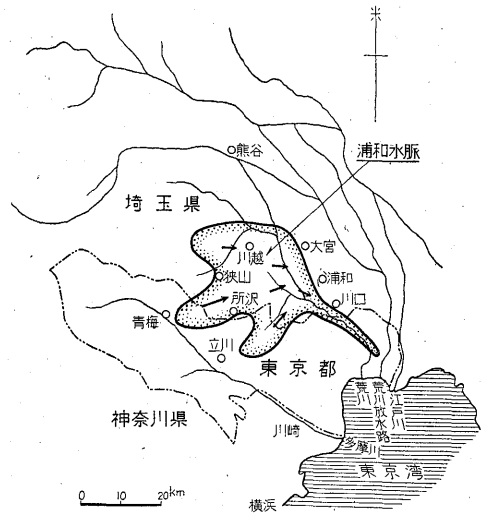 熊谷
浦和水脈
埼玉県
大宮
川越
狭山
浦和
川口
所沢
青梅
立川
東京都
神奈川県
川崎
荒川
荒川放水路
江戸川
多摩川
東京湾
横浜
0 10 20km